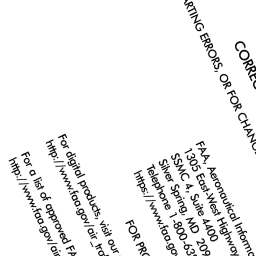 CORREC
RTING ERRORS, OR FOR CHANG
FAA, Aeronautical Informa
1305 East-West Highway
SSMC 4, Suite 4400
Silver Spring, MD 209
Telephone 1-800-63
https://www.faa.go
FOR PR
For digital products, visit our
http://www.faa.gov/air_tra
For a list of approved FA
http://www.faa.gov/air